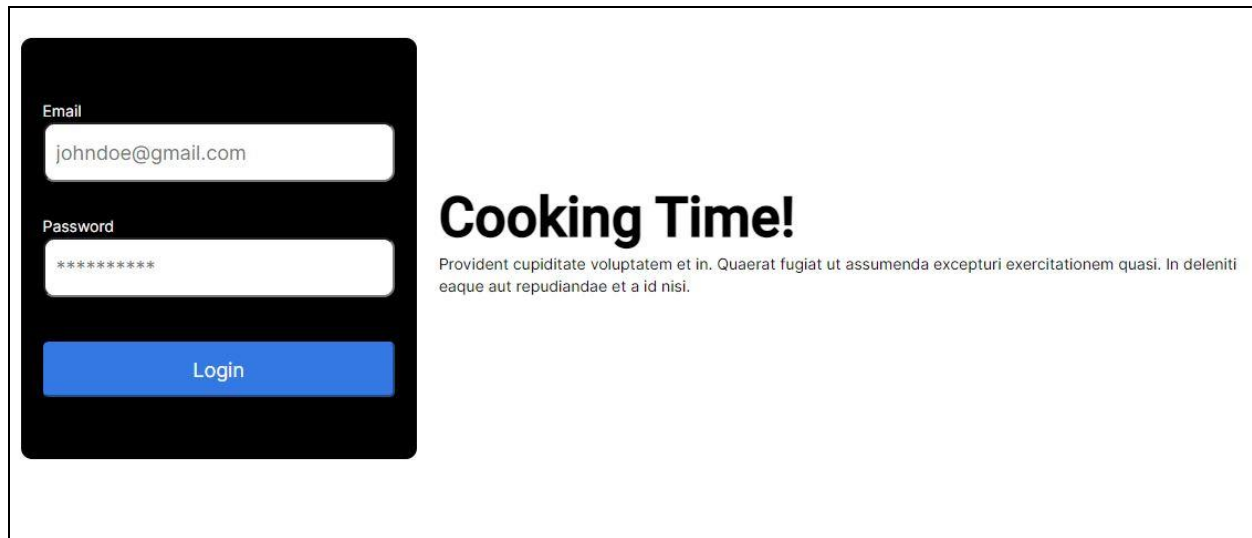 Email
johndoe@gmail.com
Password
**********
Login
Cooking Time!
Provident cupiditate voluptatem et in. Quaerat fugiat ut assumenda excepturi exercitationem quasi. In deleniti
eaque aut repudiandae et a id nisi.